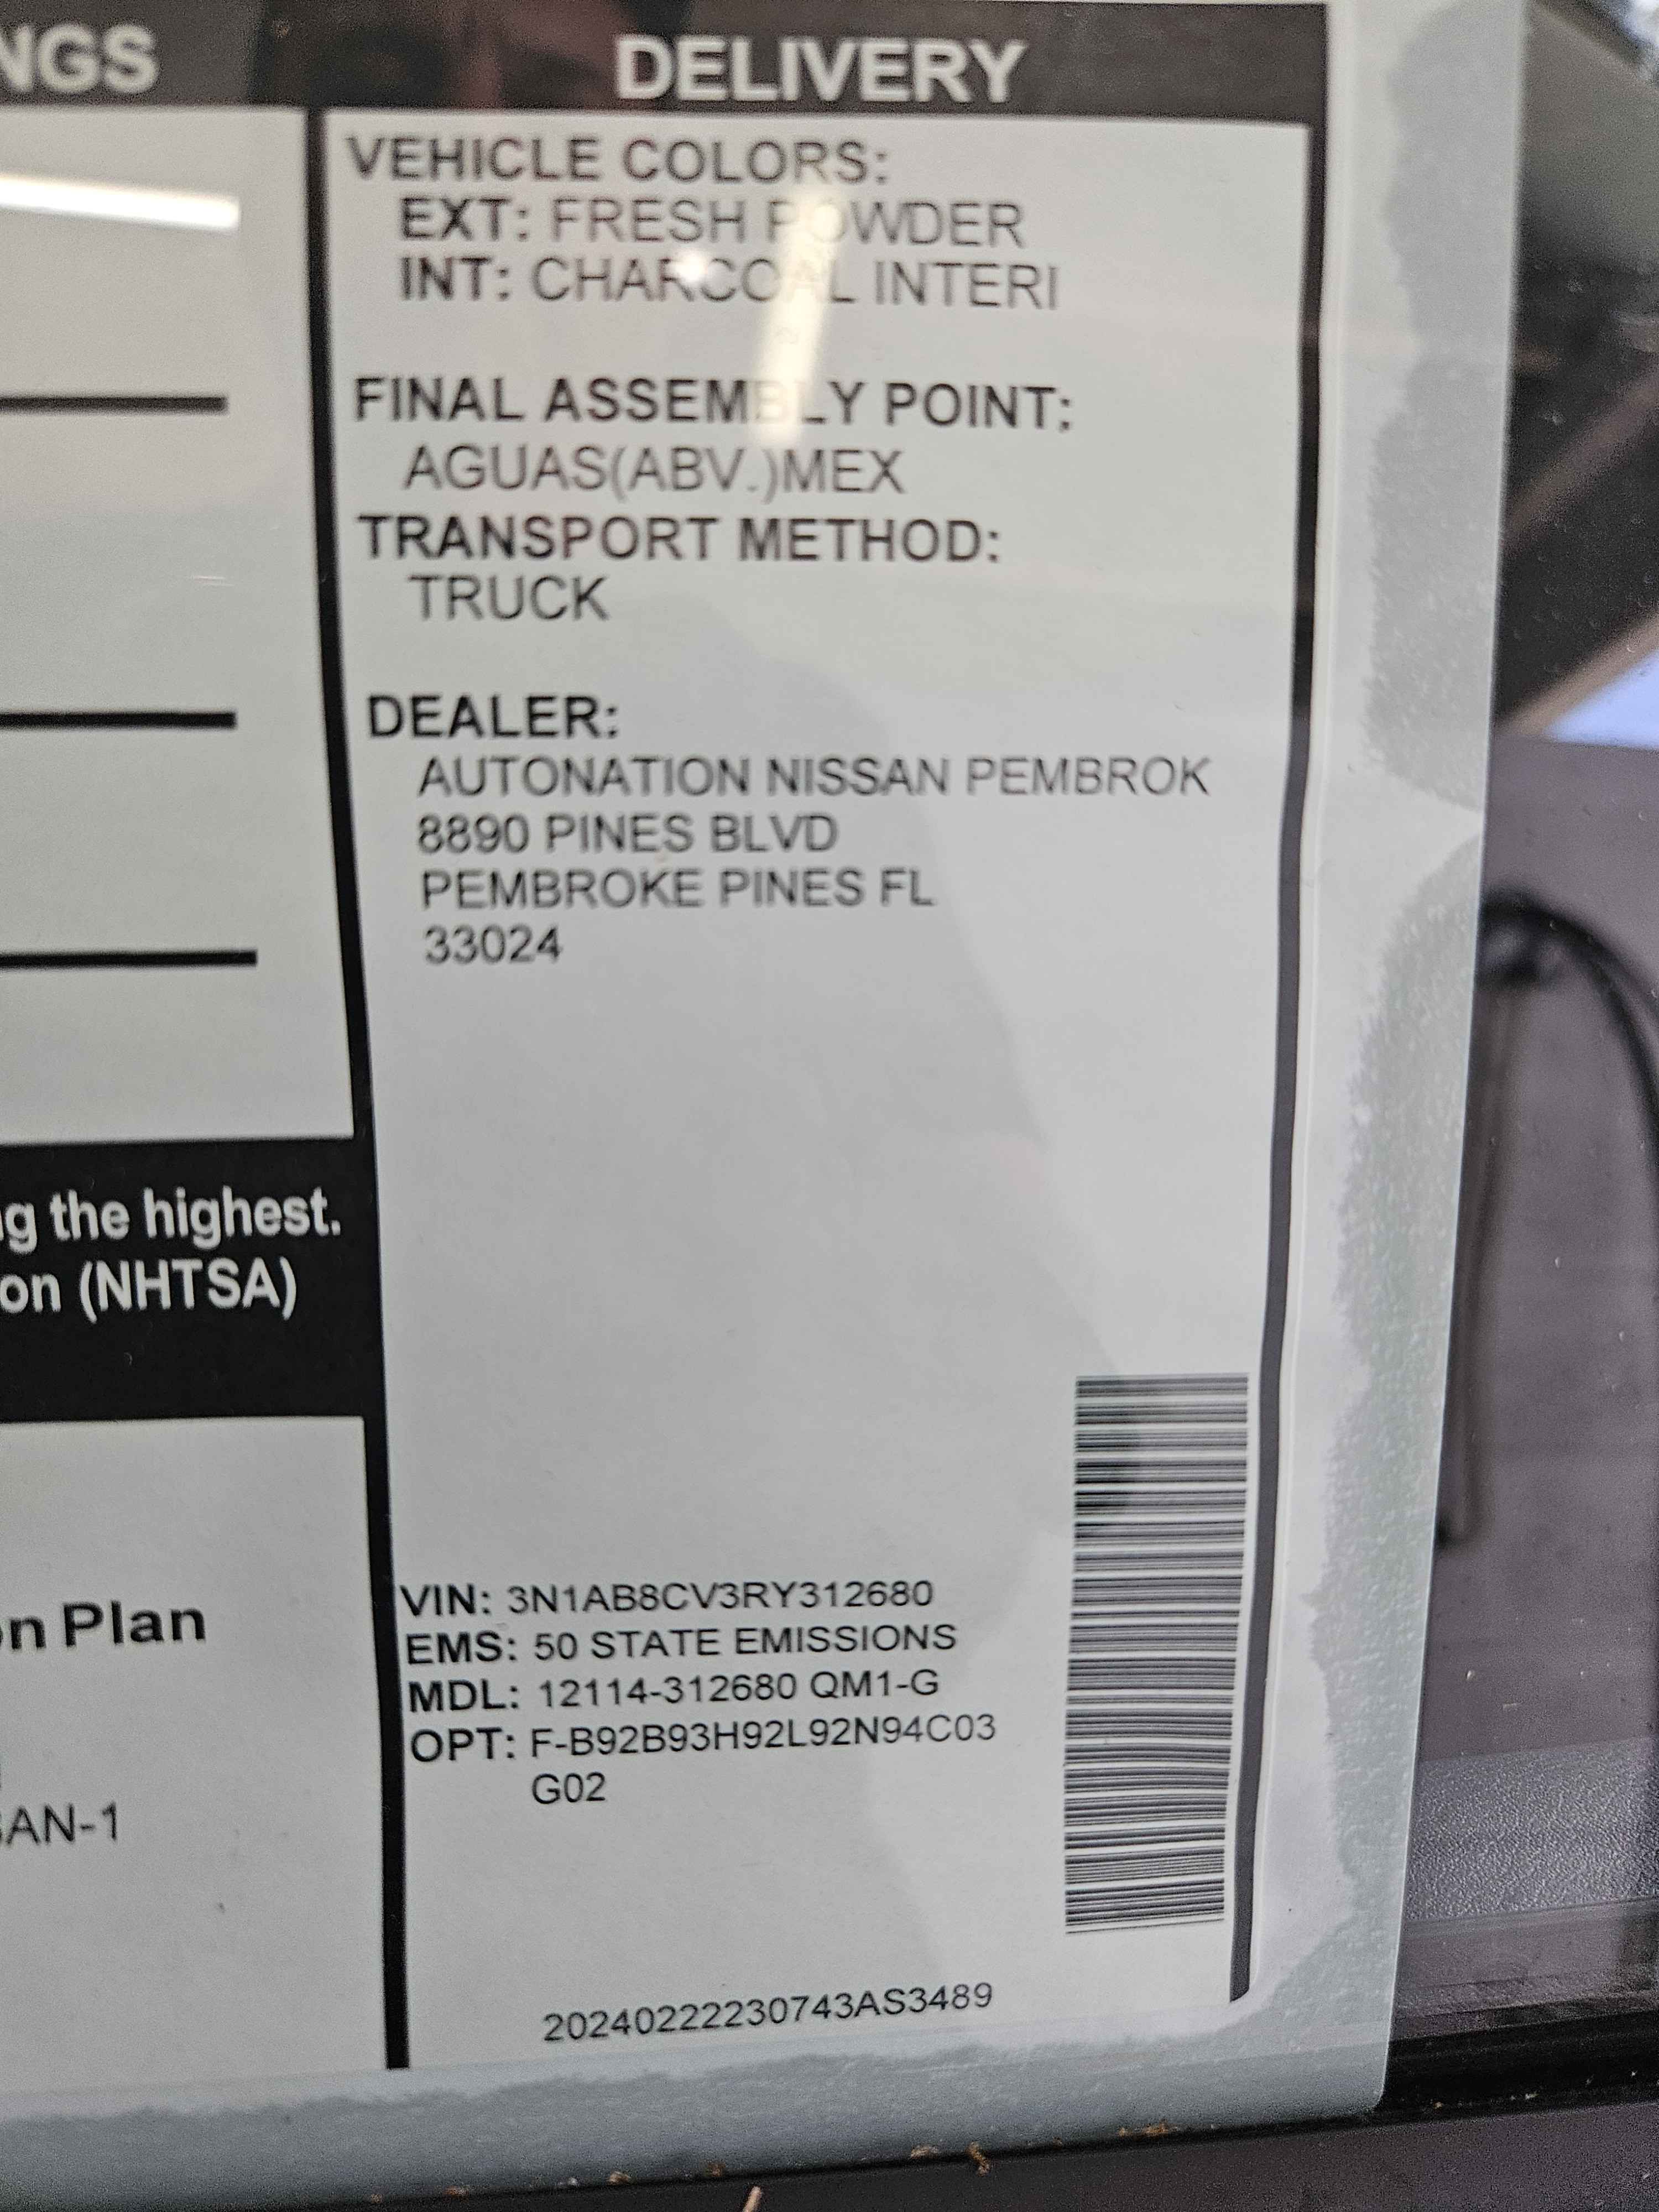 NGS
DELIVERY
VEHICLE COLORS:
EXT: FRESH POWDER
INT: CHARCOAL INTERI
FINAL ASSEMBLY POINT:
AGUAS(ABV.)MEX
TRANSPORT METHOD:
TRUCK
DEALER:
AUTONATION NISSAN PEMBROK
8890 PINES BLVD
PEMBROKE PINES FL
33024
g the highest.
on (NHTSA)
on Plan
SAN-1
VIN: 3N1AB8CV3RY312680
EMS: 50 STATE EMISSIONS
MDL: 12114-312680 QM1-G
OPT: F-B92B93H92L92N94C03
G02
20240222230743AS3489